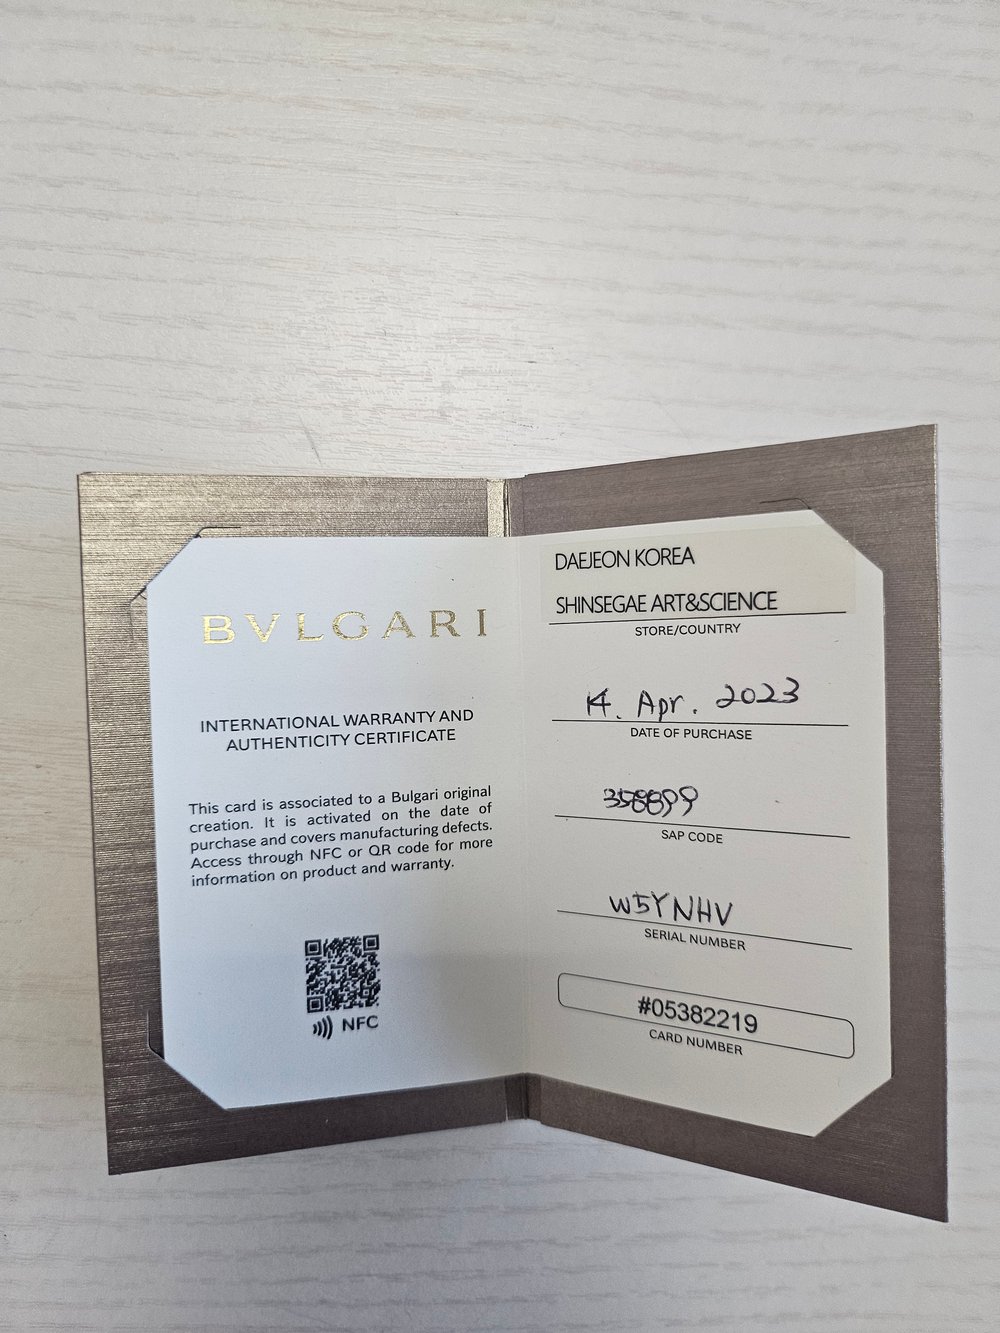 BVLGARI
INTERNATIONAL WARRANTY AND
AUTHENTICITY CERTIFICATE
This card is associated to a Bulgari original
creation. It is activated on the date of
purchase and covers manufacturing defects.
Access through NFC or QR code for more
information on product and warranty.
NFC
DAEJEON KOREA
SHINSEGAE ART&SCIENCE
STORE/COUNTRY
14. Apr. 2023
DATE OF PURCHASE
358899
SAP CODE
W5YNHV
SERIAL NUMBER
#05382219
CARD NUMBER